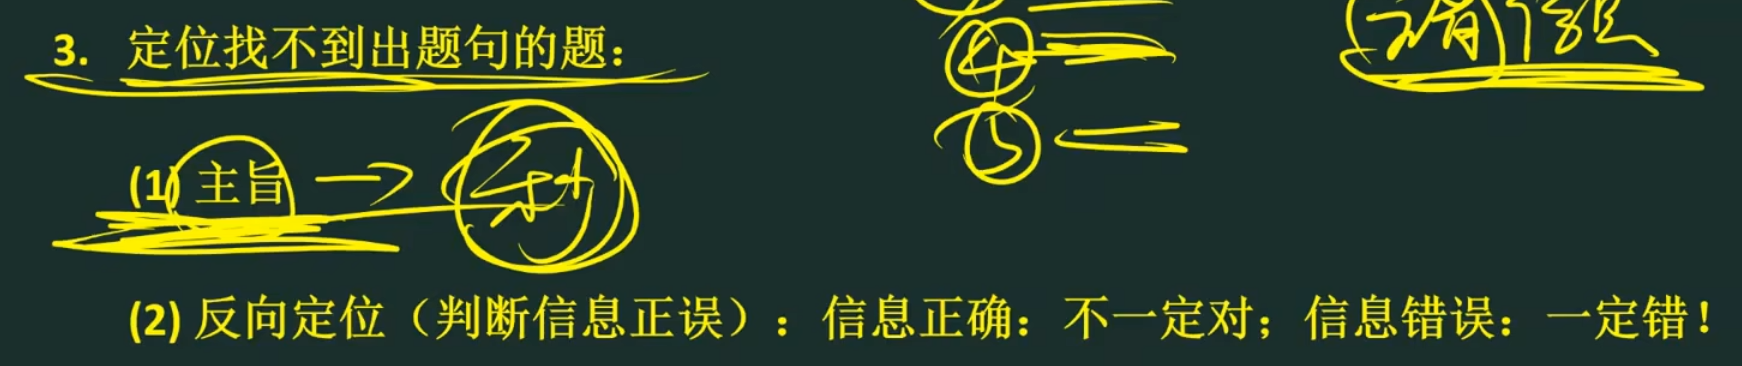 3. 定位找不到出题句的题：
(1) 主旨
(2) 反向定位（判断信息正误）：信息正确：不一定对；信息错误：一定错！